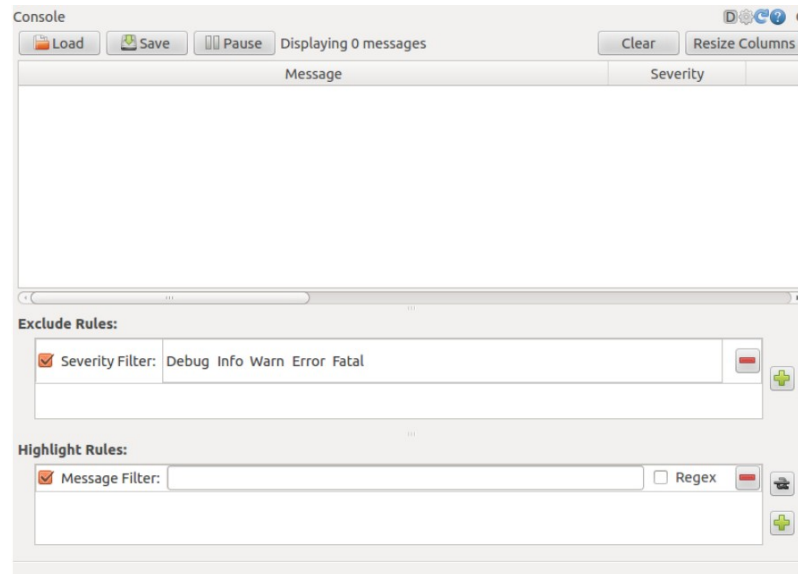 Console D
Load Save Pause Displaying 0 messages Clear Resize Columns
Message Severity
Exclude Rules:
Severity Filter: Debug Info Warn Error Fatal
Highlight Rules:
Message Filter: Regex